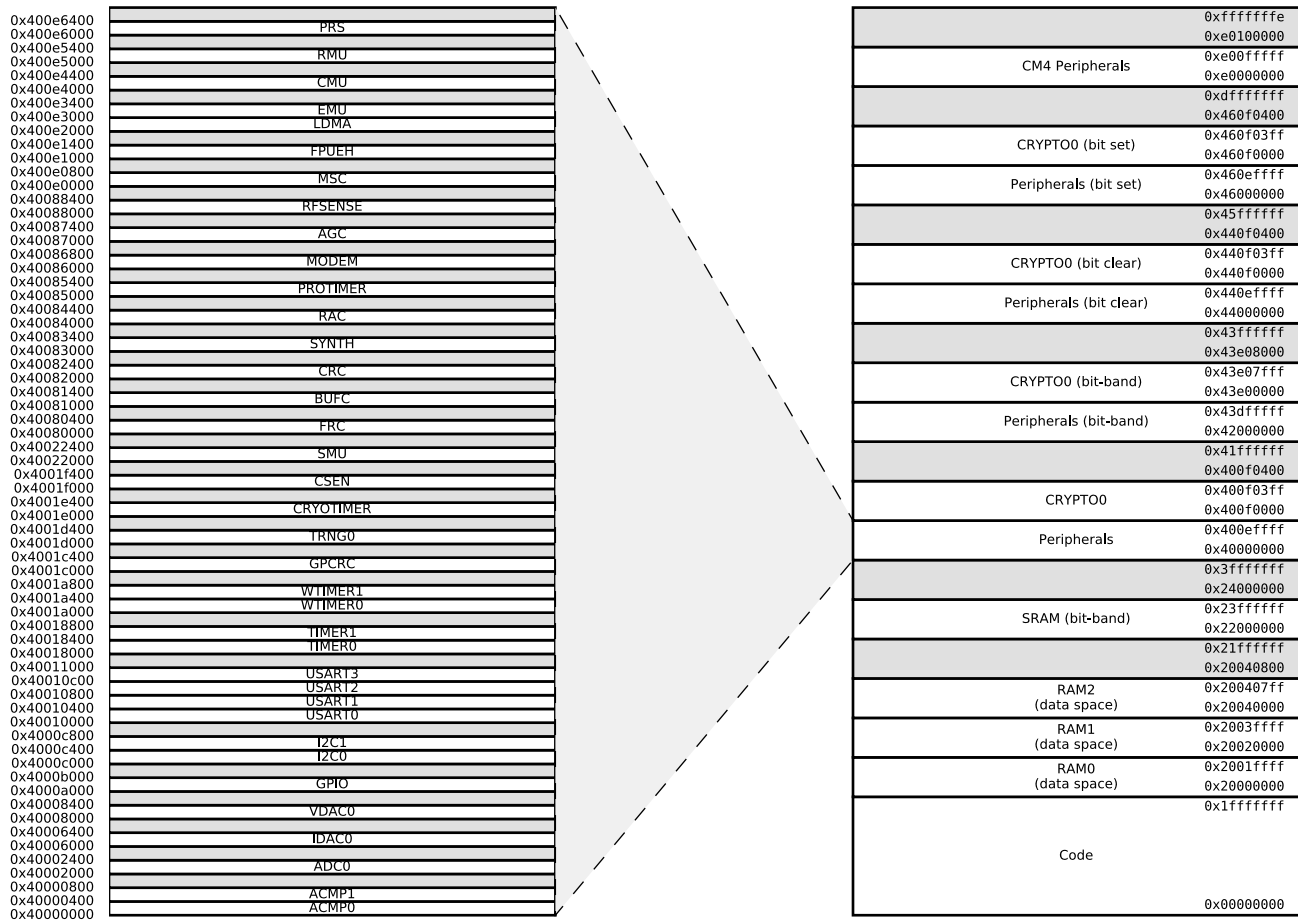 0x400e6400
PRS
0x400e6000
0x400e5400
RMU
0x400e5000
0x400e4400
CMU
0x400e4000
0x400e3400
EMU
0x400e3000
LDMA
0x400e2000
0x400e1400
FPUEH
0x400e1000
0x400e0800
MSC
0x400e0000
0x40088400
RFSENSE
0x40088000
0x40087400
AGC
0x40087000
0x40086800
MODEM
0x40086000
0x40085400
PROTIMER
0x40085000
0x40084400
RAC
0x40084000
0x40083400
SYNTH
0x40083000
0x40082400
CRC
0x40082000
0x40081400
BUFC
0x40081000
0x40080400
FRC
0x40080000
0x40022400
SMU
0x40022000
0x4001f400
CSEN
0x4001f000
0x4001e400
CRYOTIMER
0x4001e000
0x4001d400
TRNG0
0x4001d000
0x4001c400
GPCRC
0x4001c000
0x4001a800
WTIMER1
0x4001a400
WTIMER0
0x4001a000
0x40018800
TIMER1
0x40018400
TIMER0
0x40018000
0x40011000
USART3
0x40010c00
USART2
0x40010800
USART1
0x40010400
USART0
0x40010000
0x4000c800
I2C1
0x4000c400
I2C0
0x4000c000
0x4000b000
GPIO
0x4000a000
0x40008400
VDAC0
0x40008000
0x40006400
IDAC0
0x40006000
0x40002400
ADC0
0x40002000
0x40000800
ACMP1
0x40000400
ACMP0
0x40000000
0xfffffffe
0xe0100000
0xe00fffff
CM4 Peripherals
0xe0000000
0xdfffffff
0x460f0400
0x460f03ff
CRYPTO0 (bit set)
0x460f0000
0x460effff
Peripherals (bit set)
0x46000000
0x45ffffff
0x440f0400
0x440f03ff
CRYPTO0 (bit clear)
0x440f0000
0x440effff
Peripherals (bit clear)
0x44000000
0x43ffffff
0x43e08000
0x43e07fff
CRYPTO0 (bit-band)
0x43e00000
0x43dfffff
Peripherals (bit-band)
0x42000000
0x41ffffff
0x400f0400
0x400f03ff
CRYPTO0
0x400f0000
0x400effff
Peripherals
0x40000000
0x3fffffff
0x24000000
0x23ffffff
SRAM (bit-band)
0x22000000
0x21ffffff
0x20040800
RAM2 0x200407ff
(data space) 0x20040000
RAM1 0x2003ffff
(data space) 0x20020000
RAM0 0x2001ffff
(data space) 0x20000000
0x1fffffff
Code
0x00000000